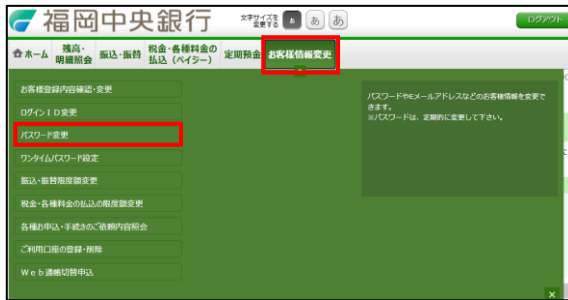 福岡中央銀行
文字サイズを
変更する
あ
あ
あ
ログアウト
ホーム
残高・
明細照会
振込・振替
税金・各種料金の
払込（ペイジー）
定期預金
お客様情報変更
お客様登録内容確認・変更
ログインＩＤ変更
パスワード変更
ワンタイムパスワード設定
振込・振替限度額変更
税金・各種料金の払込の限度額変更
各種お申込・手続きのご依頼内容照会
ご利用口座の登録・削除
Ｗｅｂ通帳切替申込
パスワードやEメールアドレスなどのお客様情報を変更で
きます。
※パスワードは、定期的に変更して下さい。